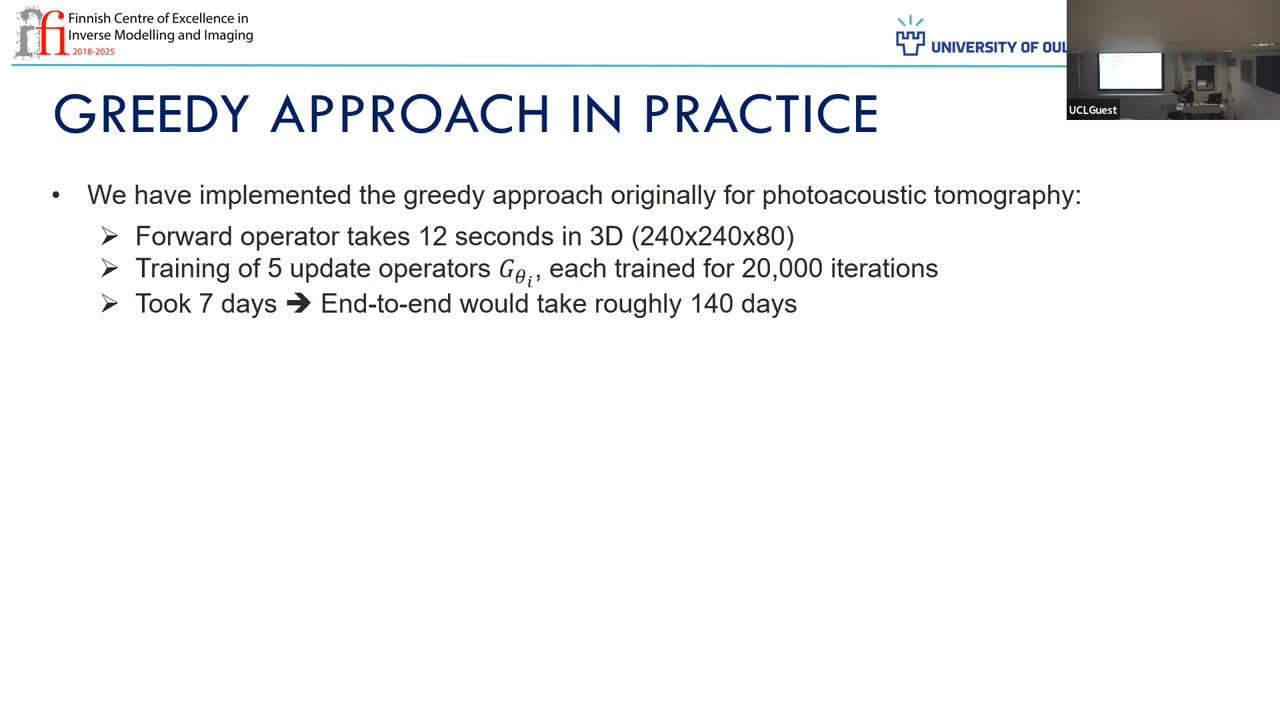 Finnish Centre of Excellence in
Inverse Modelling and Imaging
2018-2025
fi
UNIVERSITY OF OUL
UCLGuest
GREEDY APPROACH IN PRACTICE
• We have implemented the greedy approach originally for photoacoustic tomography:
➢ Forward operator takes 12 seconds in 3D (240x240x80)
➢ Training of 5 update operators $G_{\theta_i}$, each trained for 20,000 iterations
➢ Took 7 days ➔ End-to-end would take roughly 140 days